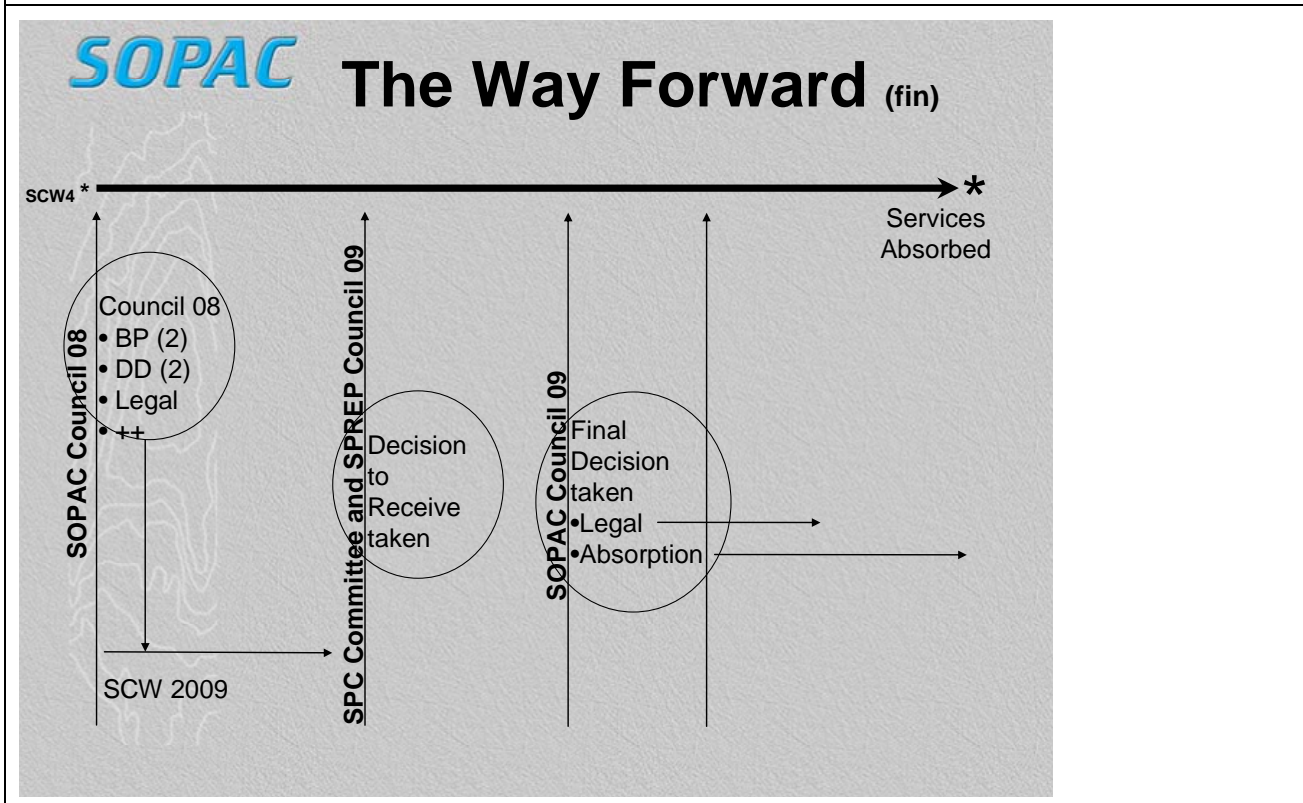 SOPAC The Way Forward (fin)
SCW4 *
*
Services
Absorbed
SOPAC Council 08
Council 08
• BP (2)
• DD (2)
• Legal
• ++
SCW 2009
SPC Committee and SPREP Council 09
Decision
to
Receive
taken
SOPAC Council 09
Final
Decision
taken
•Legal
•Absorption